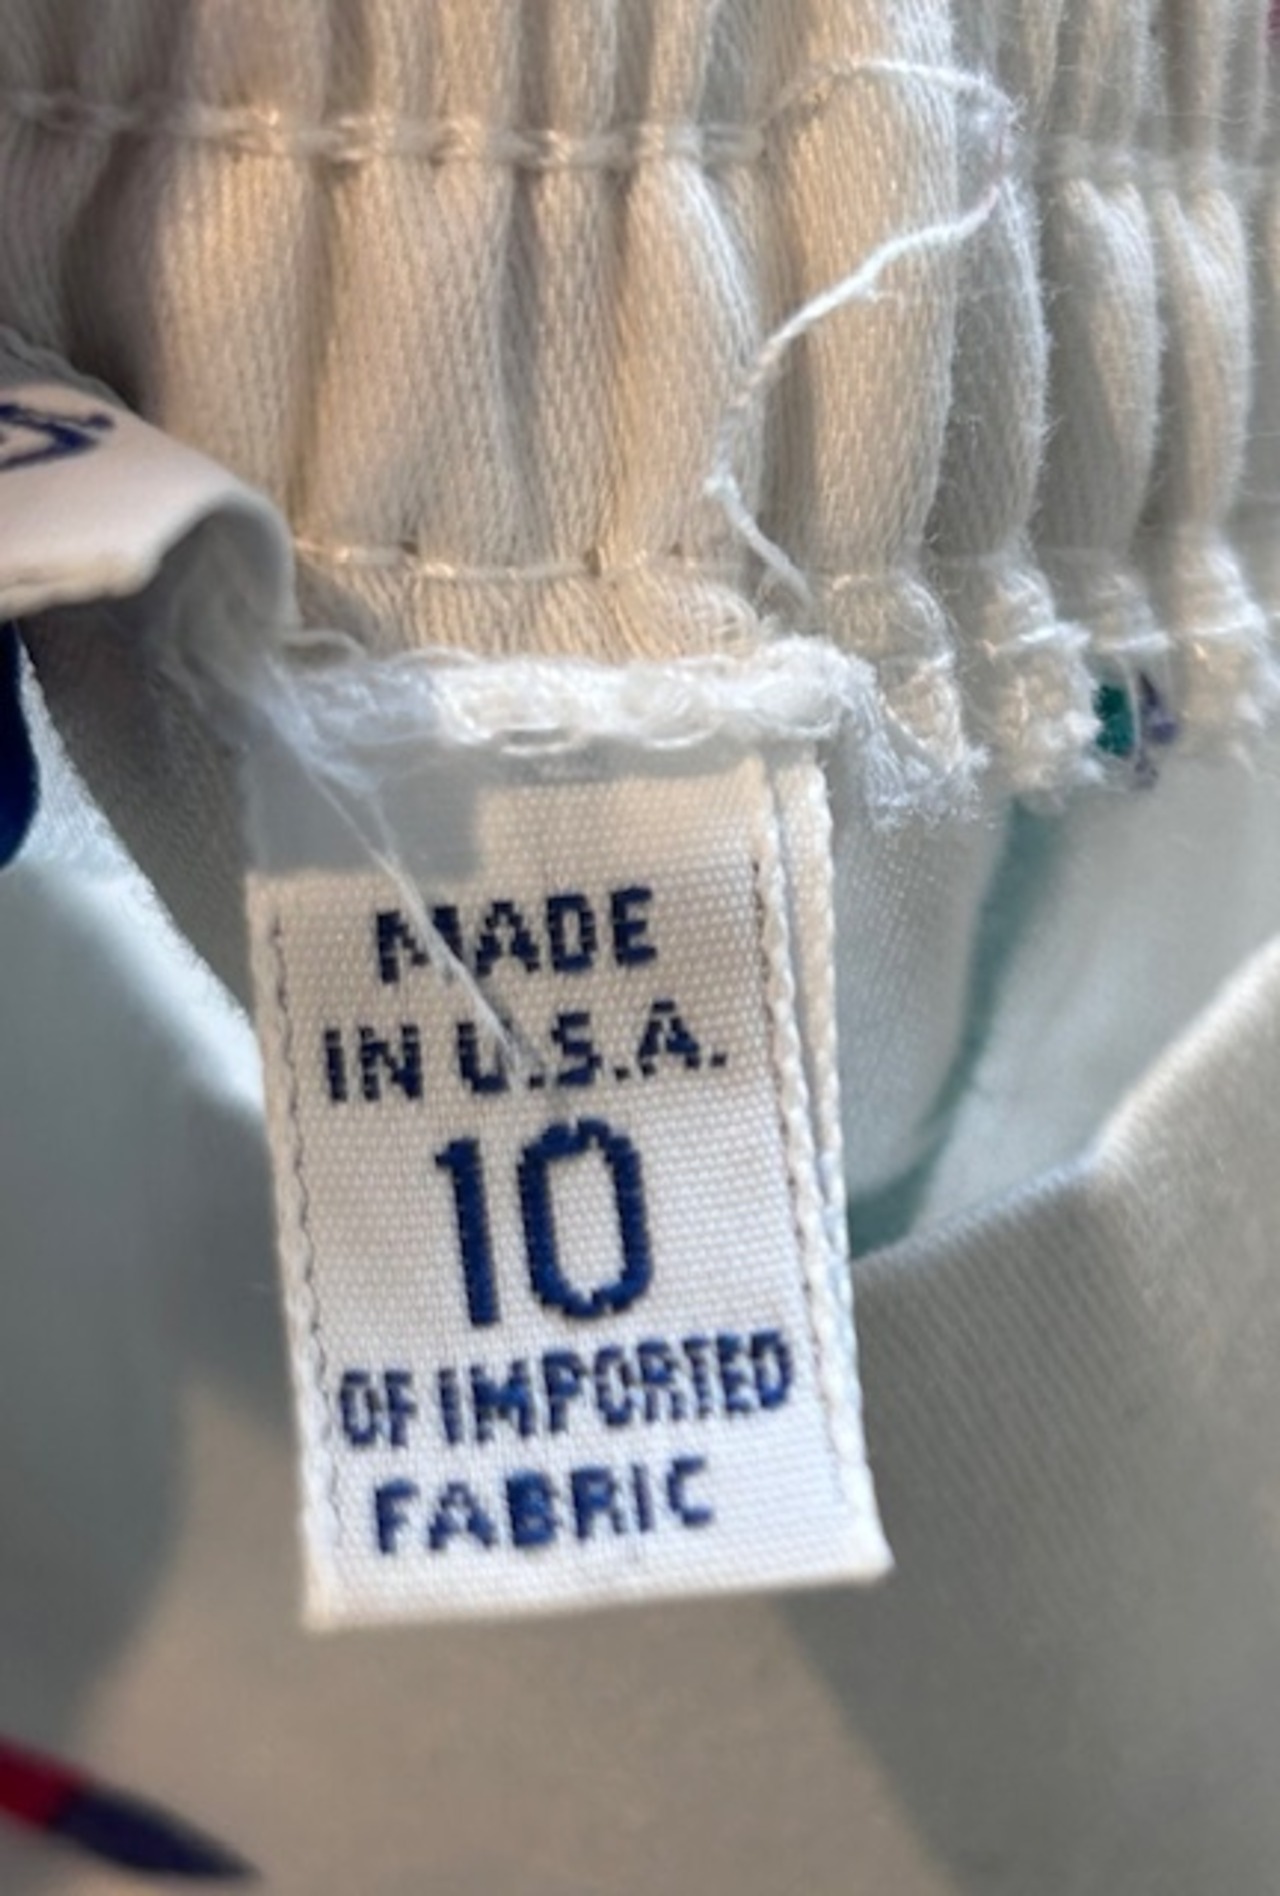 MADE
IN U.S.A.
10
OF IMPORTED
FABRIC